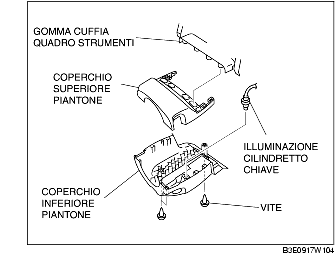 GOMMA CUFFIA
QUADRO STRUMENTI
COPERCHIO
SUPERIORE
PIANTONE
ILLUMINAZIONE
CILINDRETTO
CHIAVE
COPERCHIO
INFERIORE
PIANTONE
VITE
B3E0917W104